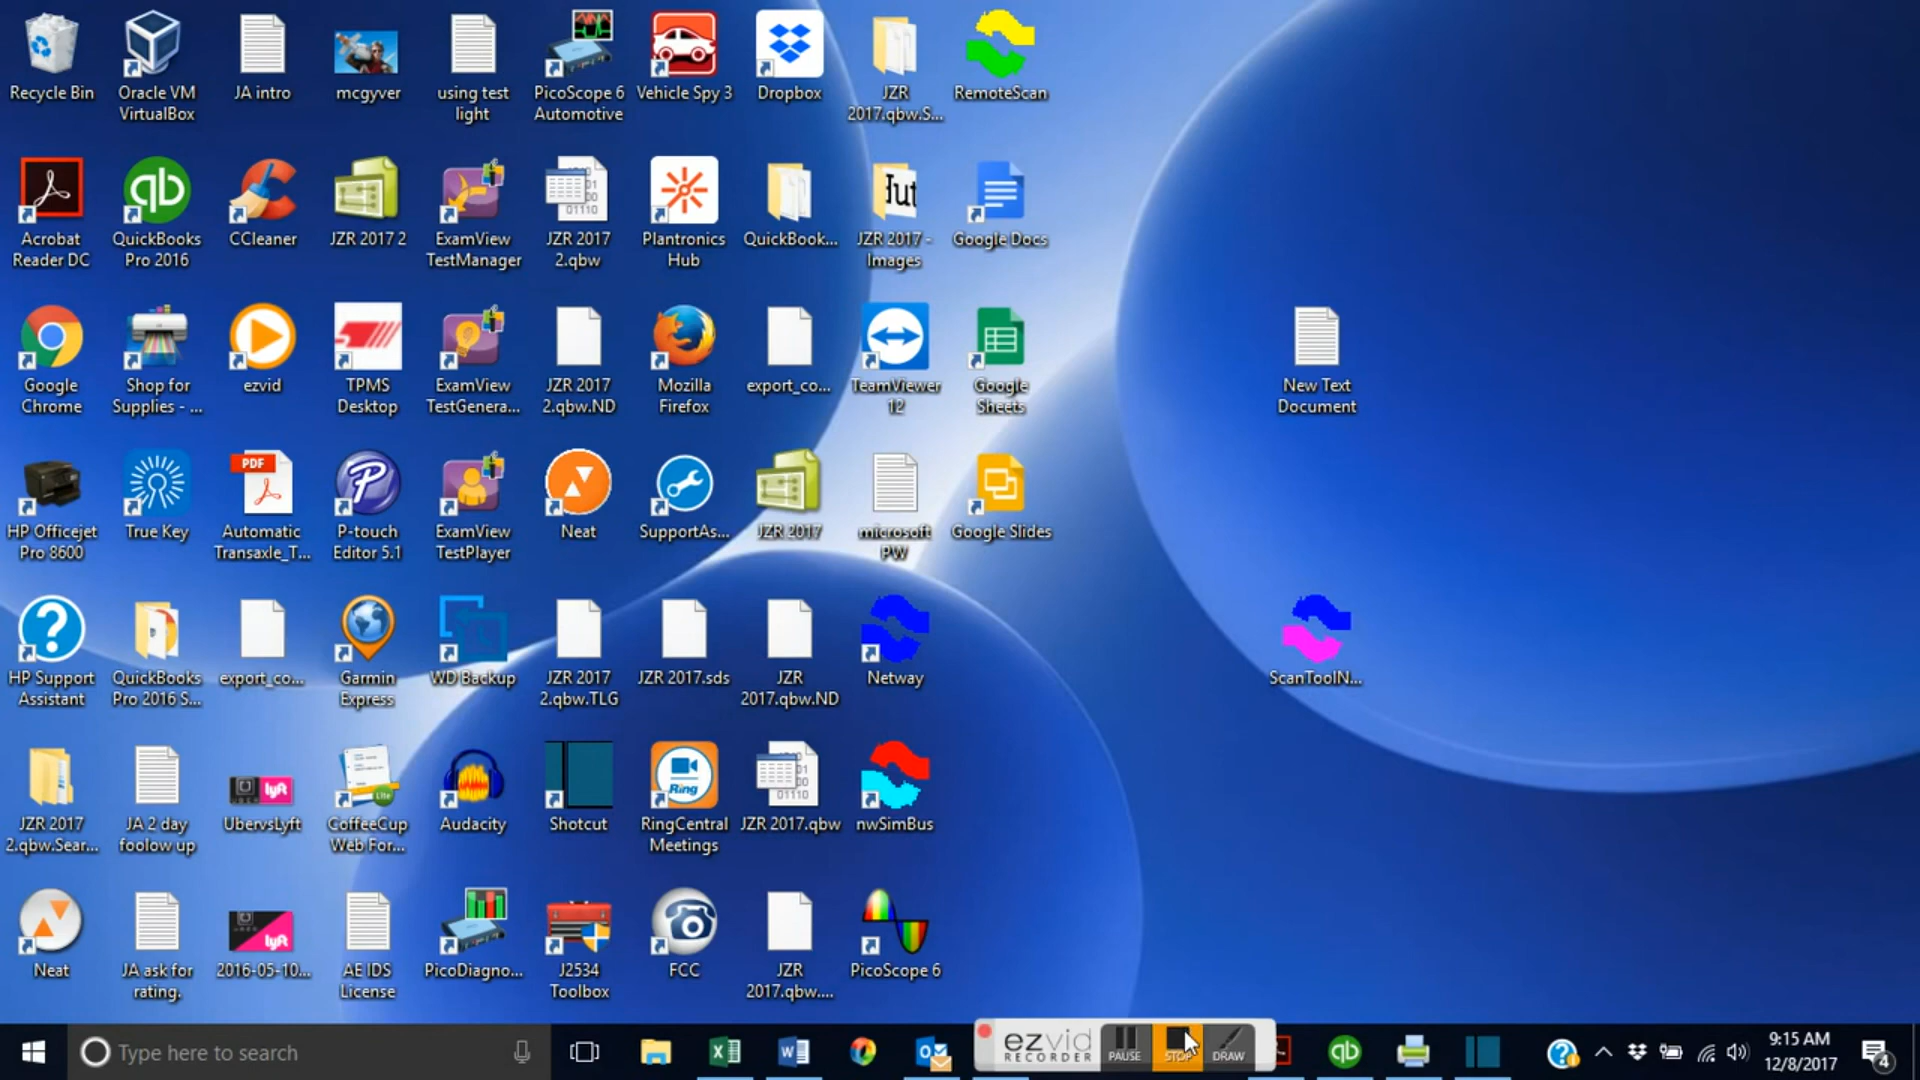 Recycle Bin
Oracle VM
VirtualBox
JA intro
mcgyver
using test
light
PicoScope 6
Automotive
Vehicle Spy 3
Dropbox
JZR
2017.qbw.S...
RemoteScan
Acrobat
Reader DC
QuickBooks
Pro 2016
CCleaner
JZR 2017 2
ExamView
TestManager
JZR 2017
2.qbw
Plantronics
Hub
QuickBook...
JZR 2017 -
Images
Google Docs
Google
Chrome
Shop for
Supplies - ...
ezvid
TPMS
Desktop
ExamView
TestGenera...
JZR 2017
2.qbw.ND
Mozilla
Firefox
export_co...
TeamViewer
12
Google
Sheets
New Text
Document
HP Officejet
Pro 8600
True Key
PDF
Automatic
Transaxle_T...
P-touch
Editor 5.1
ExamView
TestPlayer
Neat
SupportAs...
JZR 2017
microsoft
PW
Google Slides
HP Support
Assistant
QuickBooks
Pro 2016 S...
export_co...
Garmin
Express
WD Backup
JZR 2017
2.qbw.TLG
JZR 2017.sds
JZR
2017.qbw.ND
Netway
ScanToolN...
JZR 2017
2.qbw.Sear...
JA 2 day
foolow up
UbervsLyft
CoffeeCup
Web For...
Audacity
Shotcut
Ring
RingCentral
Meetings
JZR 2017.qbw
nwSimBus
Neat
JA ask for
rating.
2016-05-10...
AE IDS
License
PicoDiagno...
J2534
Toolbox
FCC
JZR
2017.qbw....
PicoScope 6
Type here to search
ezvid
RECORDER
PAUSE
STOP
DRAW
9:15 AM
12/8/2017
4